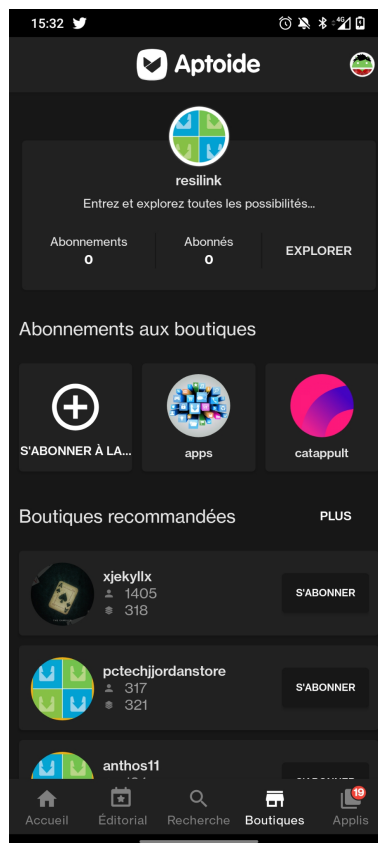 15:32
4G
Aptoide
resilink
Entrez et explorez toutes les possibilités...
Abonnements
0
Abonnés
0
EXPLORER
Abonnements aux boutiques
S'ABONNER À LA...
apps
catappult
Boutiques recommandées
PLUS
xjekyllx
1405
318
S'ABONNER
pctechjjordanstore
317
321
S'ABONNER
anthos11
19
Accueil
Éditorial
Recherche
Boutiques
Applis